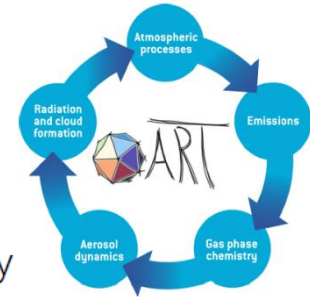 Atmospheric
processes
Radiation
and cloud
formation
ART
Emissions
Aerosol
dynamics
Gas phase
chemistry
y